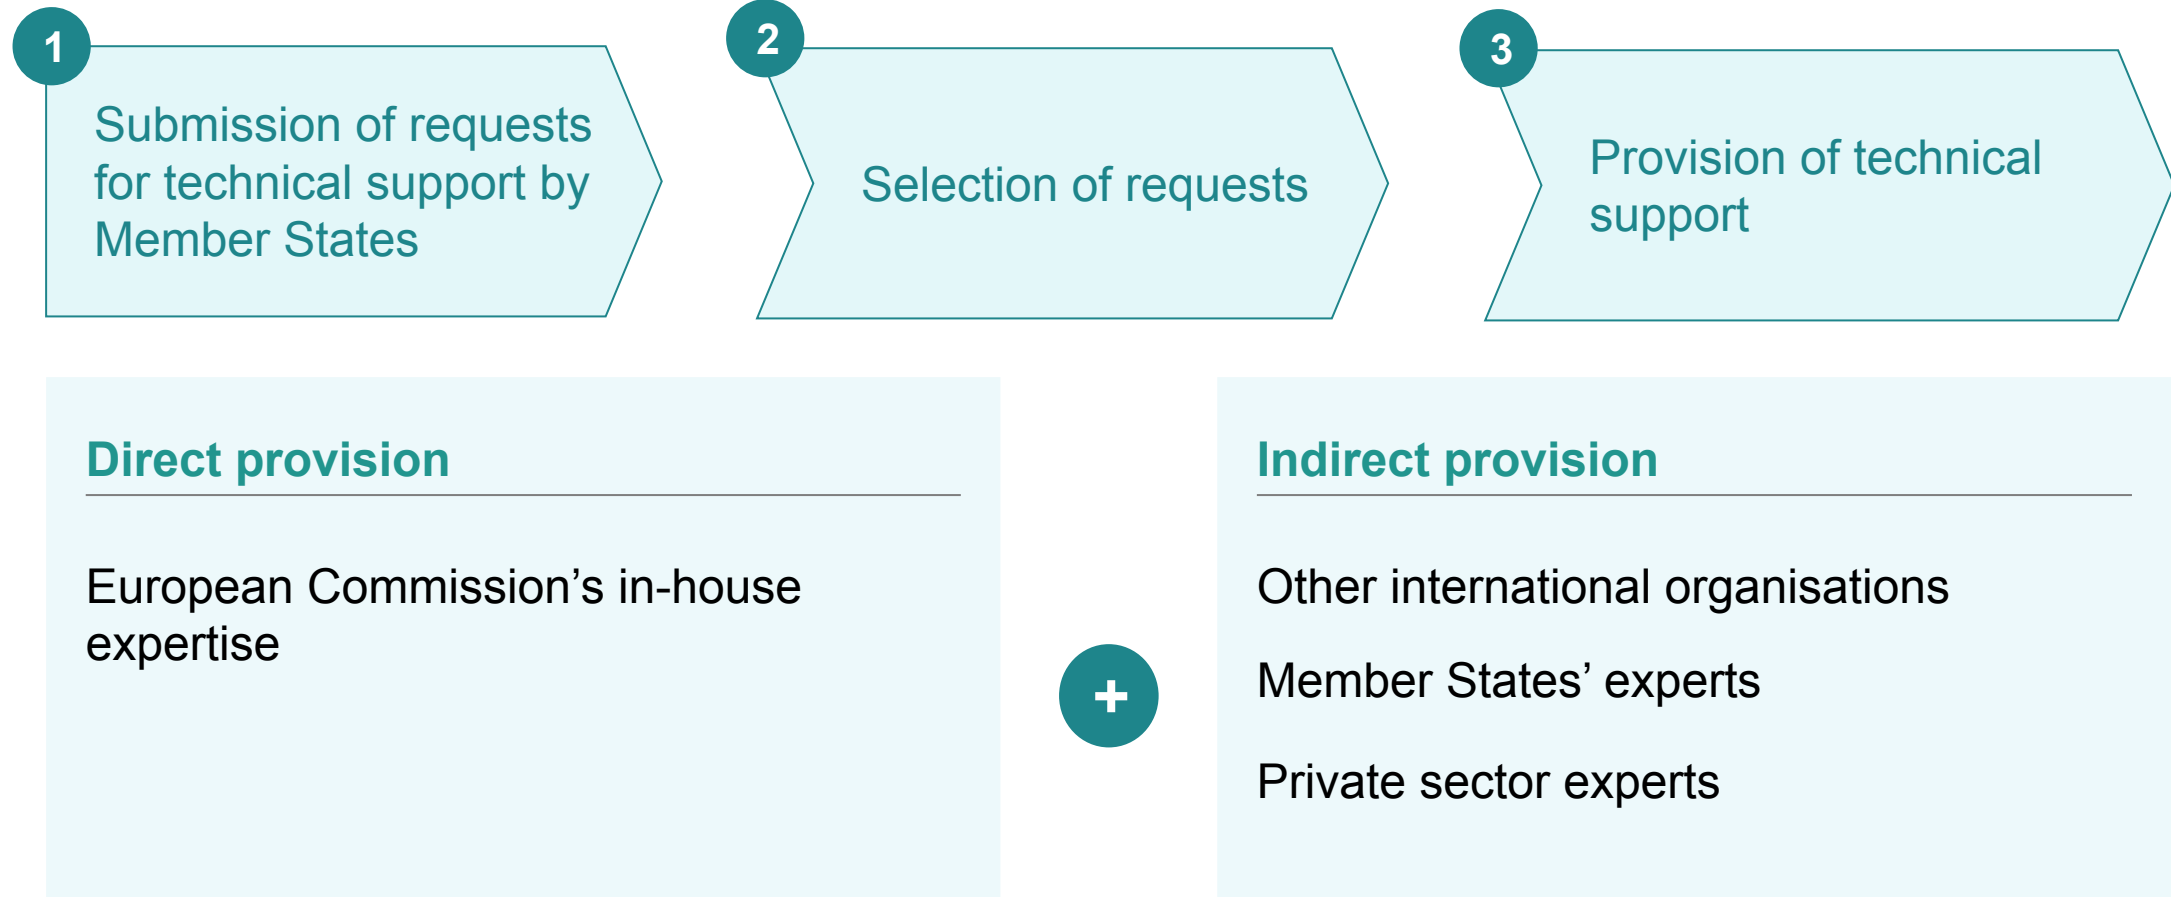 1
Submission of requests
for technical support by
Member States
2
Selection of requests
3
Provision of technical
support
Direct provision
European Commission’s in-house
expertise
+
Indirect provision
Other international organisations
Member States’ experts
Private sector experts